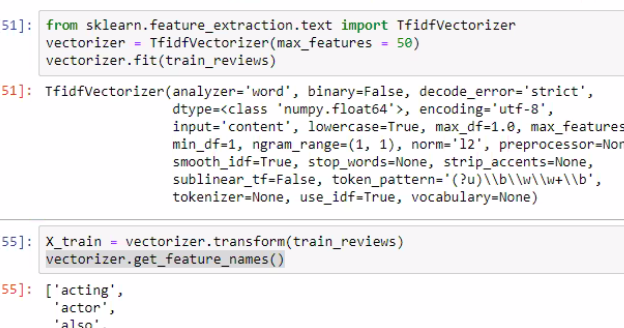 51]: from sklearn.feature_extraction.text import TfidfVectorizer
vectorizer = TfidfVectorizer(max_features = 50)
vectorizer.fit(train_reviews)
51]: TfidfVectorizer(analyzer='word', binary=False, decode_error='strict',
dtype=<class 'numpy.float64'>, encoding='utf-8',
input='content', lowercase=True, max_df=1.0, max_features
min_df=1, ngram_range=(1, 1), norm='l2', preprocessor=Non
smooth_idf=True, stop_words=None, strip_accents=None,
sublinear_tf=False, token_pattern='(?u)\\b\\w\\w+\\b',
tokenizer=None, use_idf=True, vocabulary=None)
55]: X_train = vectorizer.transform(train_reviews)
vectorizer.get_feature_names()
55]: ['acting',
'actor',
'also',